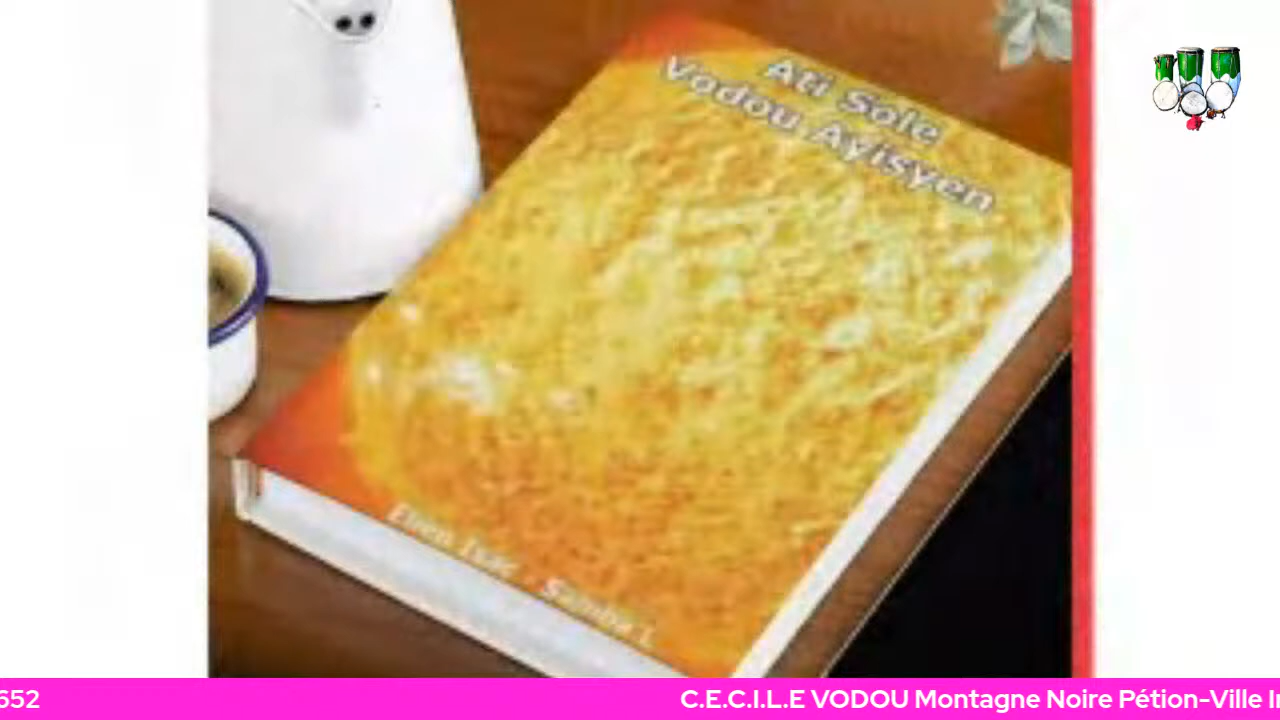 Ati Sole
Vodou Ayisyen
652
C.E.C.I.L.E VODOU Montagne Noire Pétion-Ville